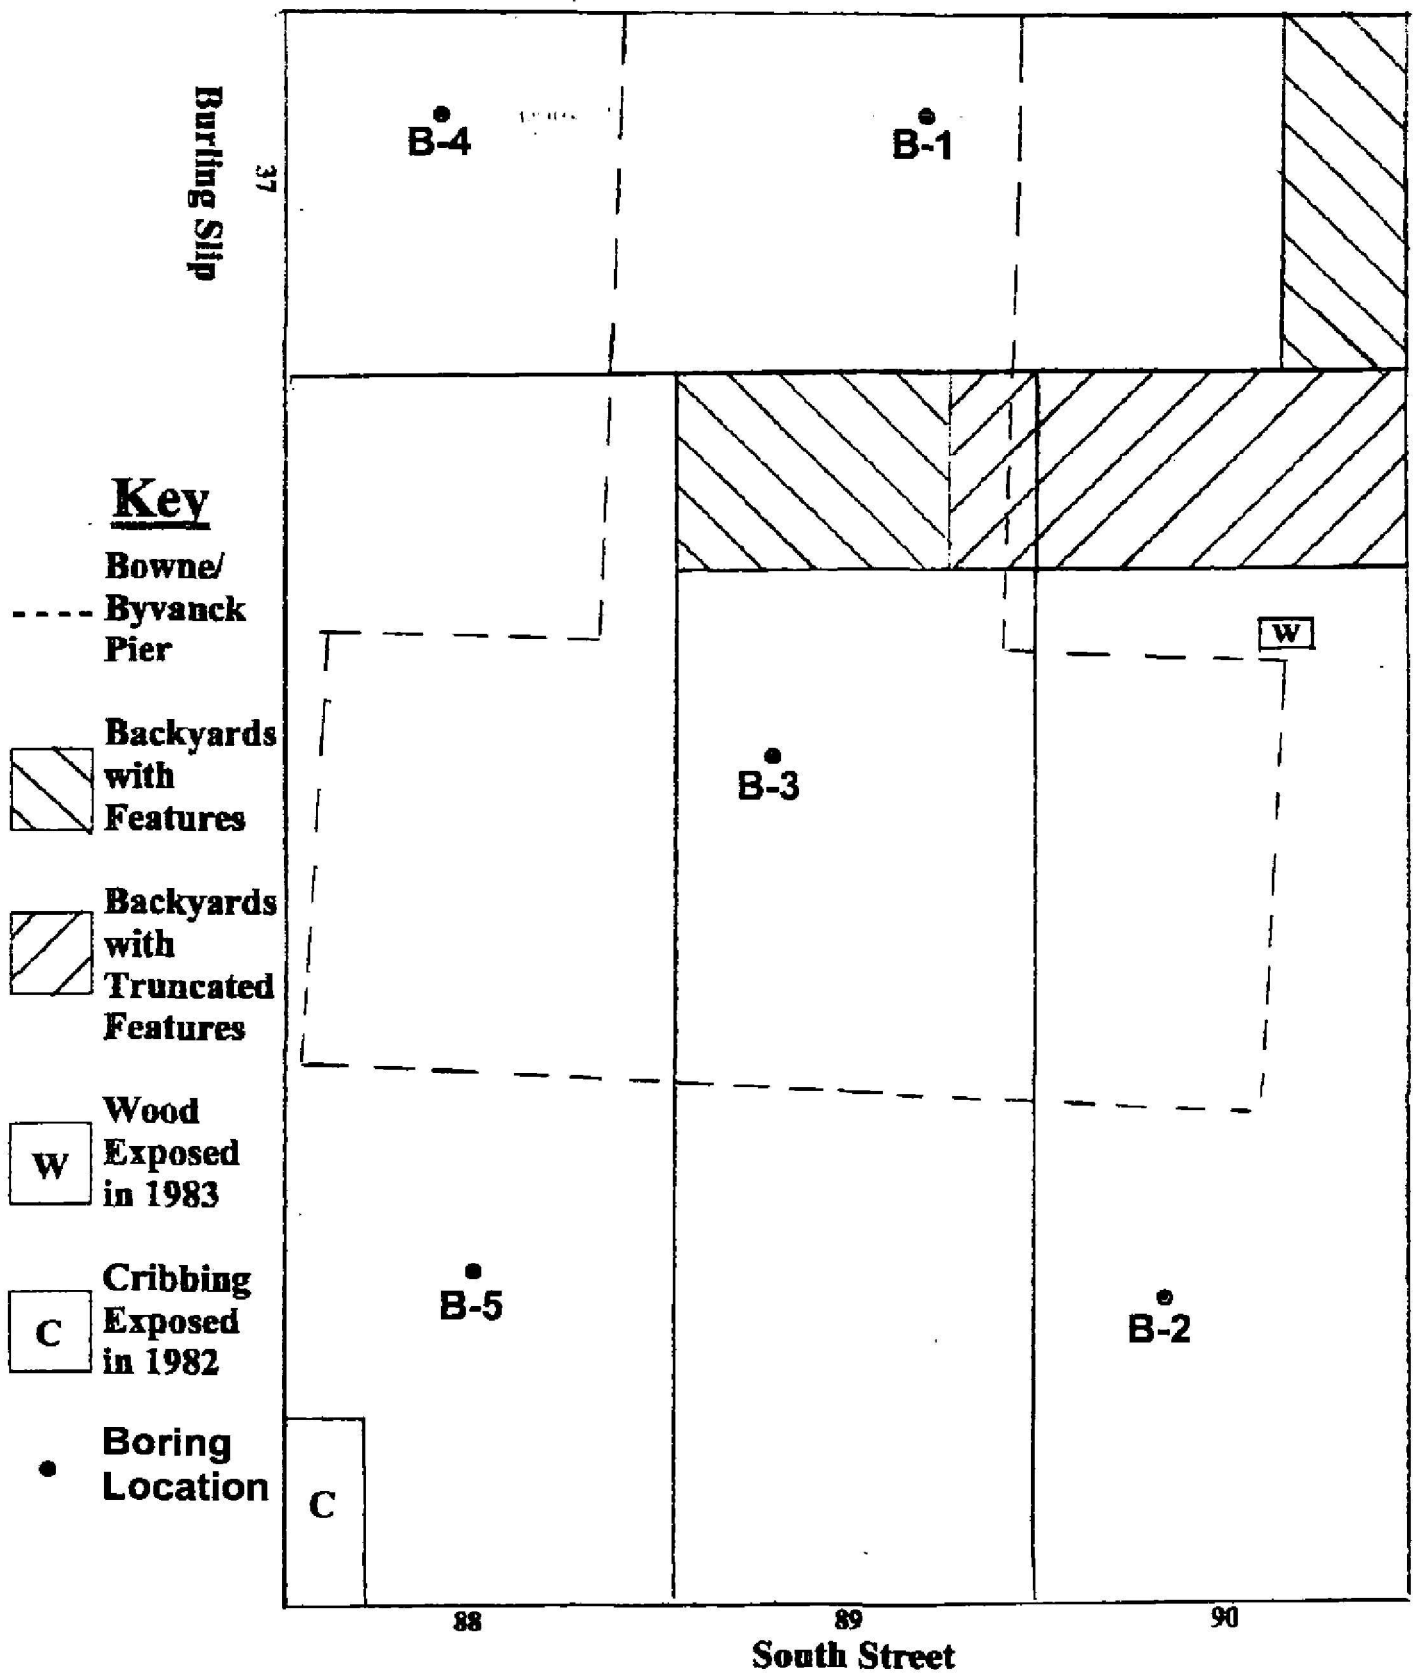 Burling Slip
37
B-4
B-1
Key
Bowne/
Byvanck
Pier
Backyards
with
Features
Backyards
with
Truncated
Features
W
Wood
Exposed
in 1983
C
Cribbing
Exposed
in 1982
Boring
Location
W
B-3
B-5
B-2
C
88
89
90
South Street